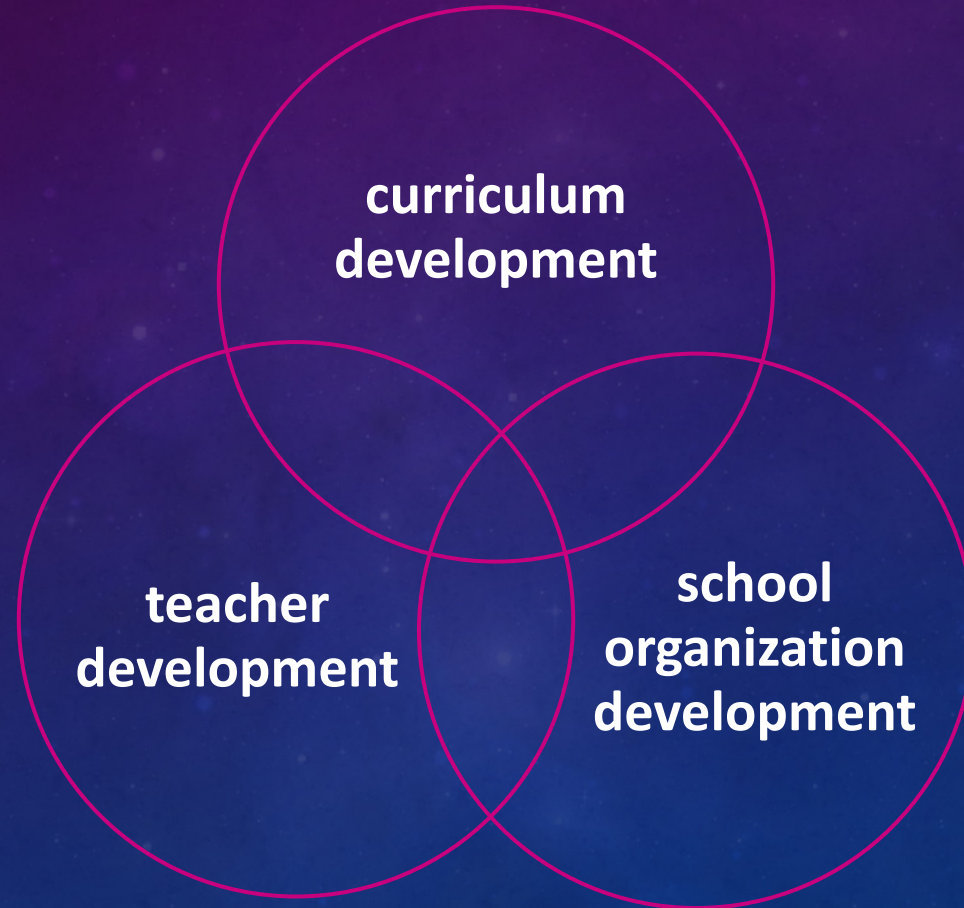 curriculum
development
teacher
development
school
organization
development